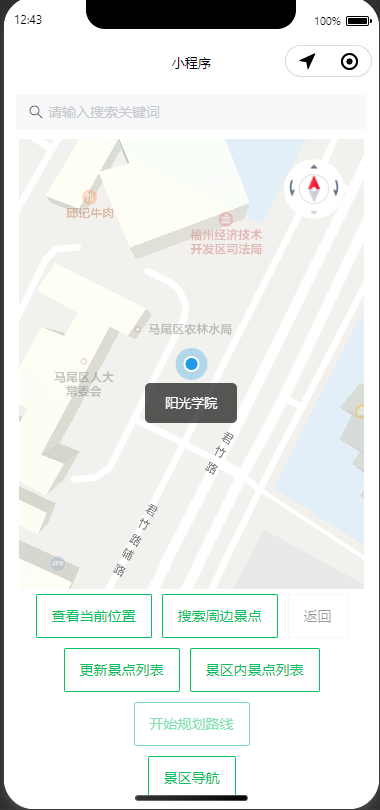 12:43
100%
小程序
请输入搜索关键词
邱记牛肉
福州经济技术
开发区司法局
马尾区农林水局
马尾区人大
常委会
阳光学院
君竹路
君竹路辅路
查看当前位置
搜索周边景点
返回
更新景点列表
景区内景点列表
开始规划路线
景区导航